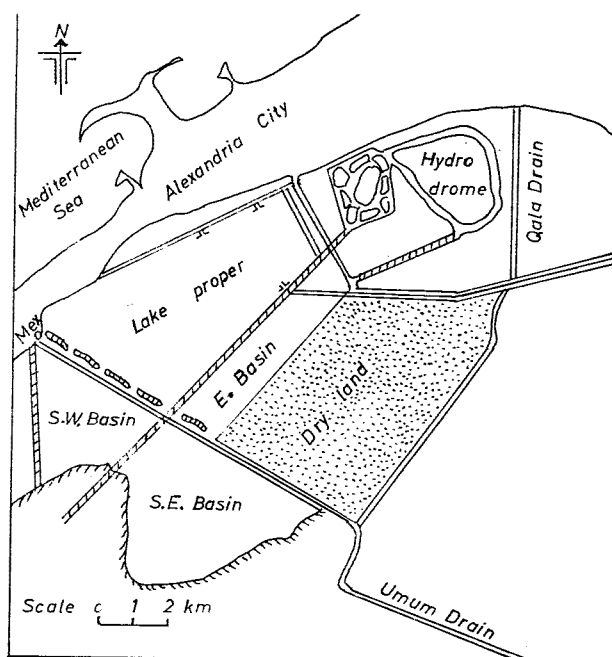 N
Mediterranean
Sea
Alexandria City
Hydro
drome
Qala Drain
Lake proper
Mex
E. Basin
Dry land
S.W. Basin
S.E. Basin
Scale 0 1 2 km
Umum Drain